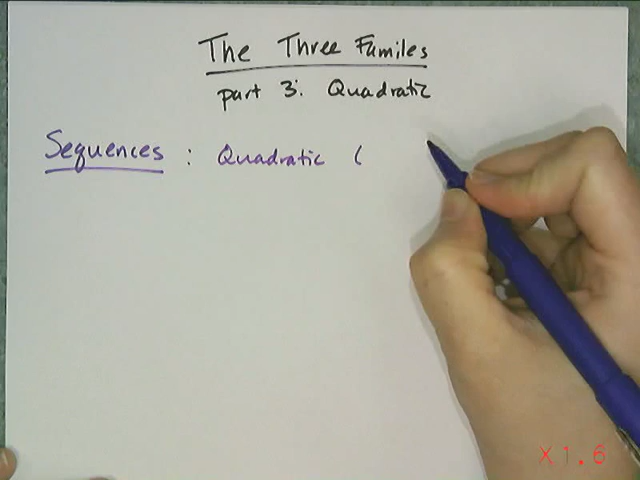 The Three Familes
part 3: Quadratic
Sequences : Quadratic (
X1.6